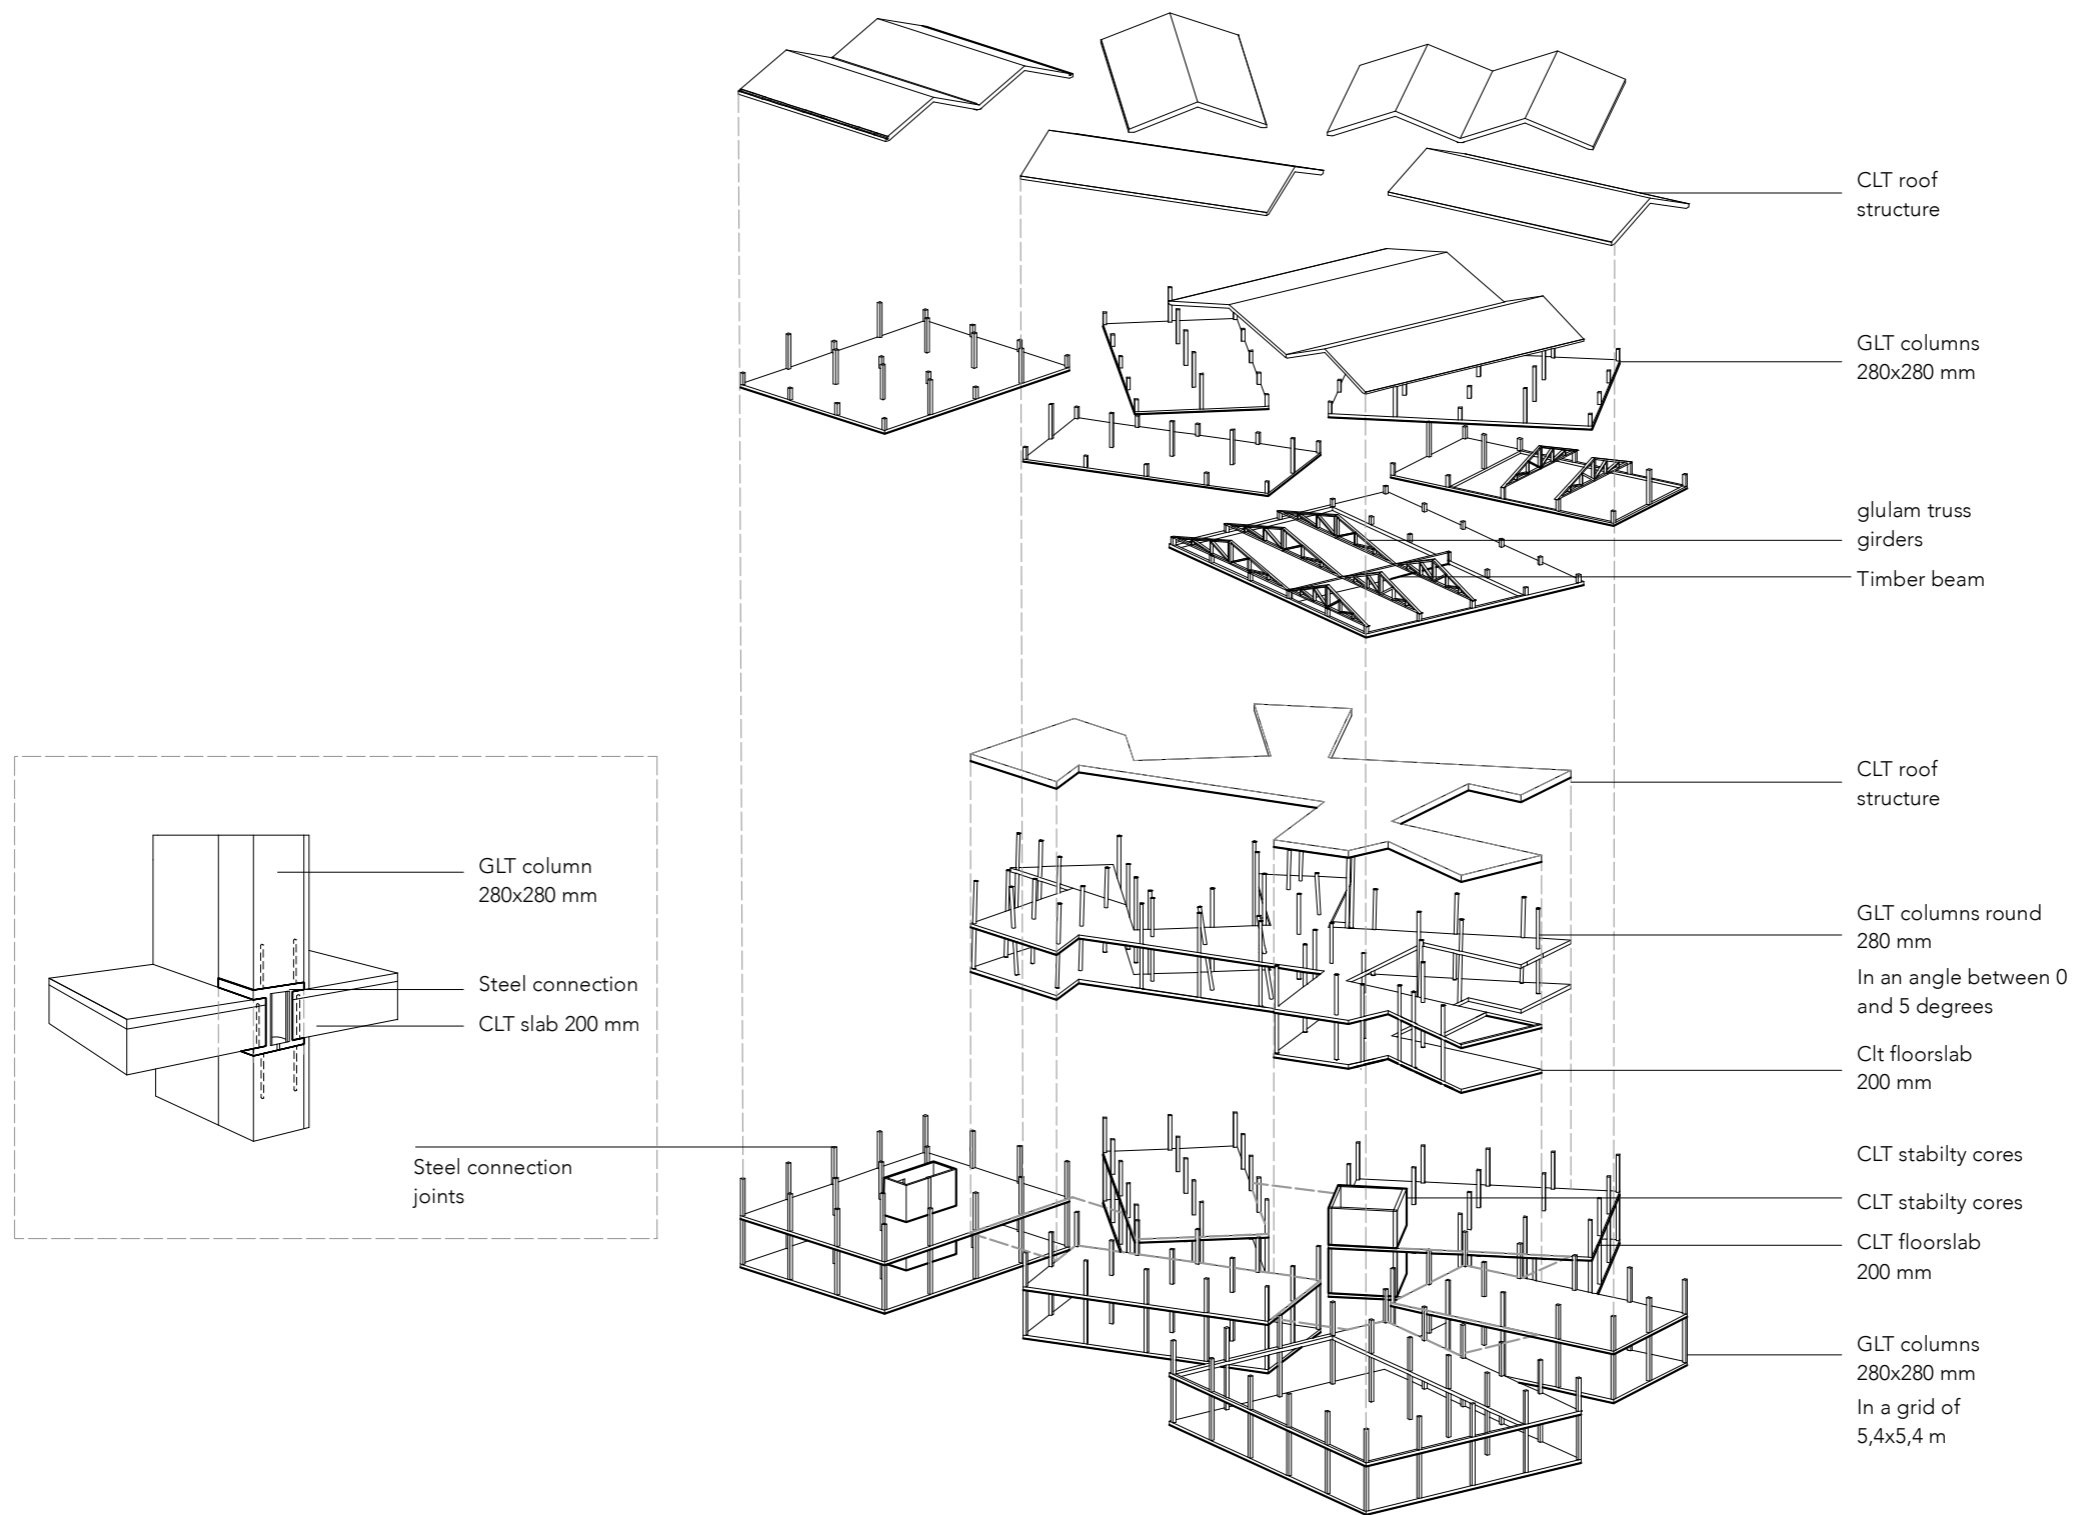 CLT roof
structure
GLT columns
280x280 mm
glulam truss
girders
Timber beam
CLT roof
structure
GLT column
280x280 mm
Steel connection
CLT slab 200 mm
Steel connection
joints
GLT columns round
280 mm
In an angle between 0
and 5 degrees
Clt floorslab
200 mm
CLT stabilty cores
CLT stabilty cores
CLT floorslab
200 mm
GLT columns
280x280 mm
In a grid of
5,4x5,4 m